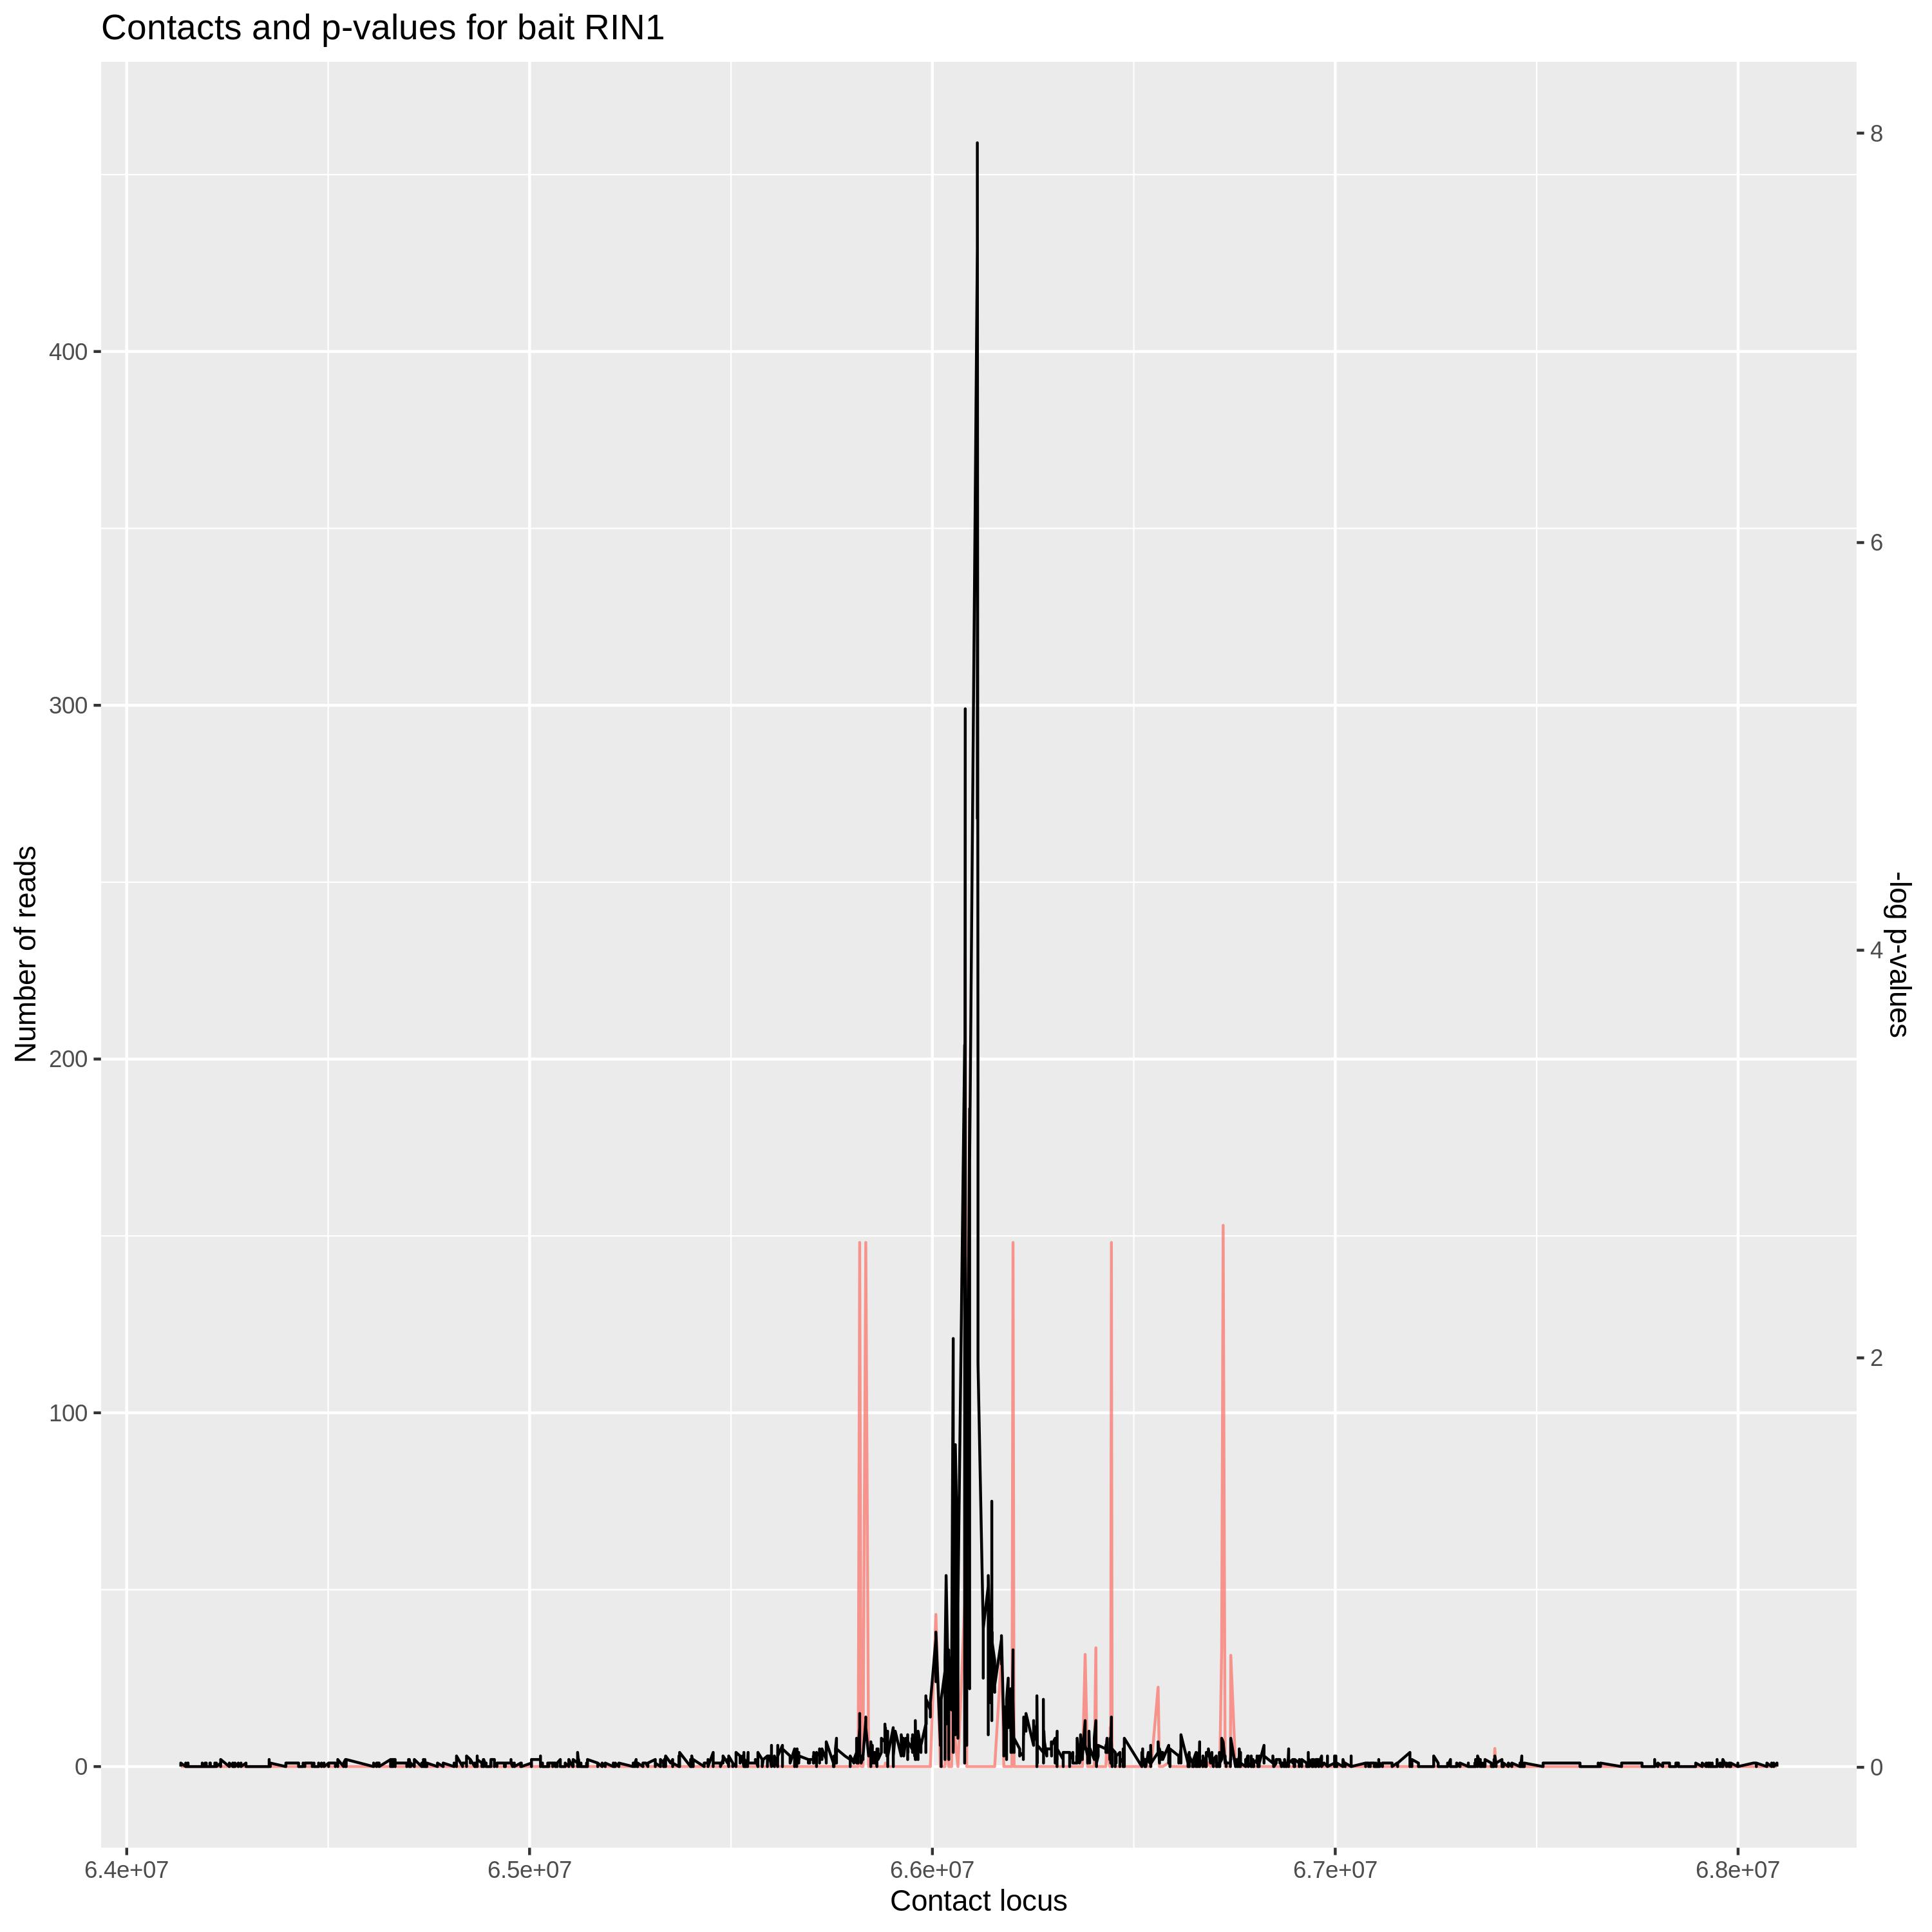 Contacts and p-values for bait RIN1
8
400
6
300
Number of reads
-log p-values
4
200
2
100
0
0
6.4e+07
6.5e+07
6.6e+07
6.7e+07
6.8e+07
Contact locus